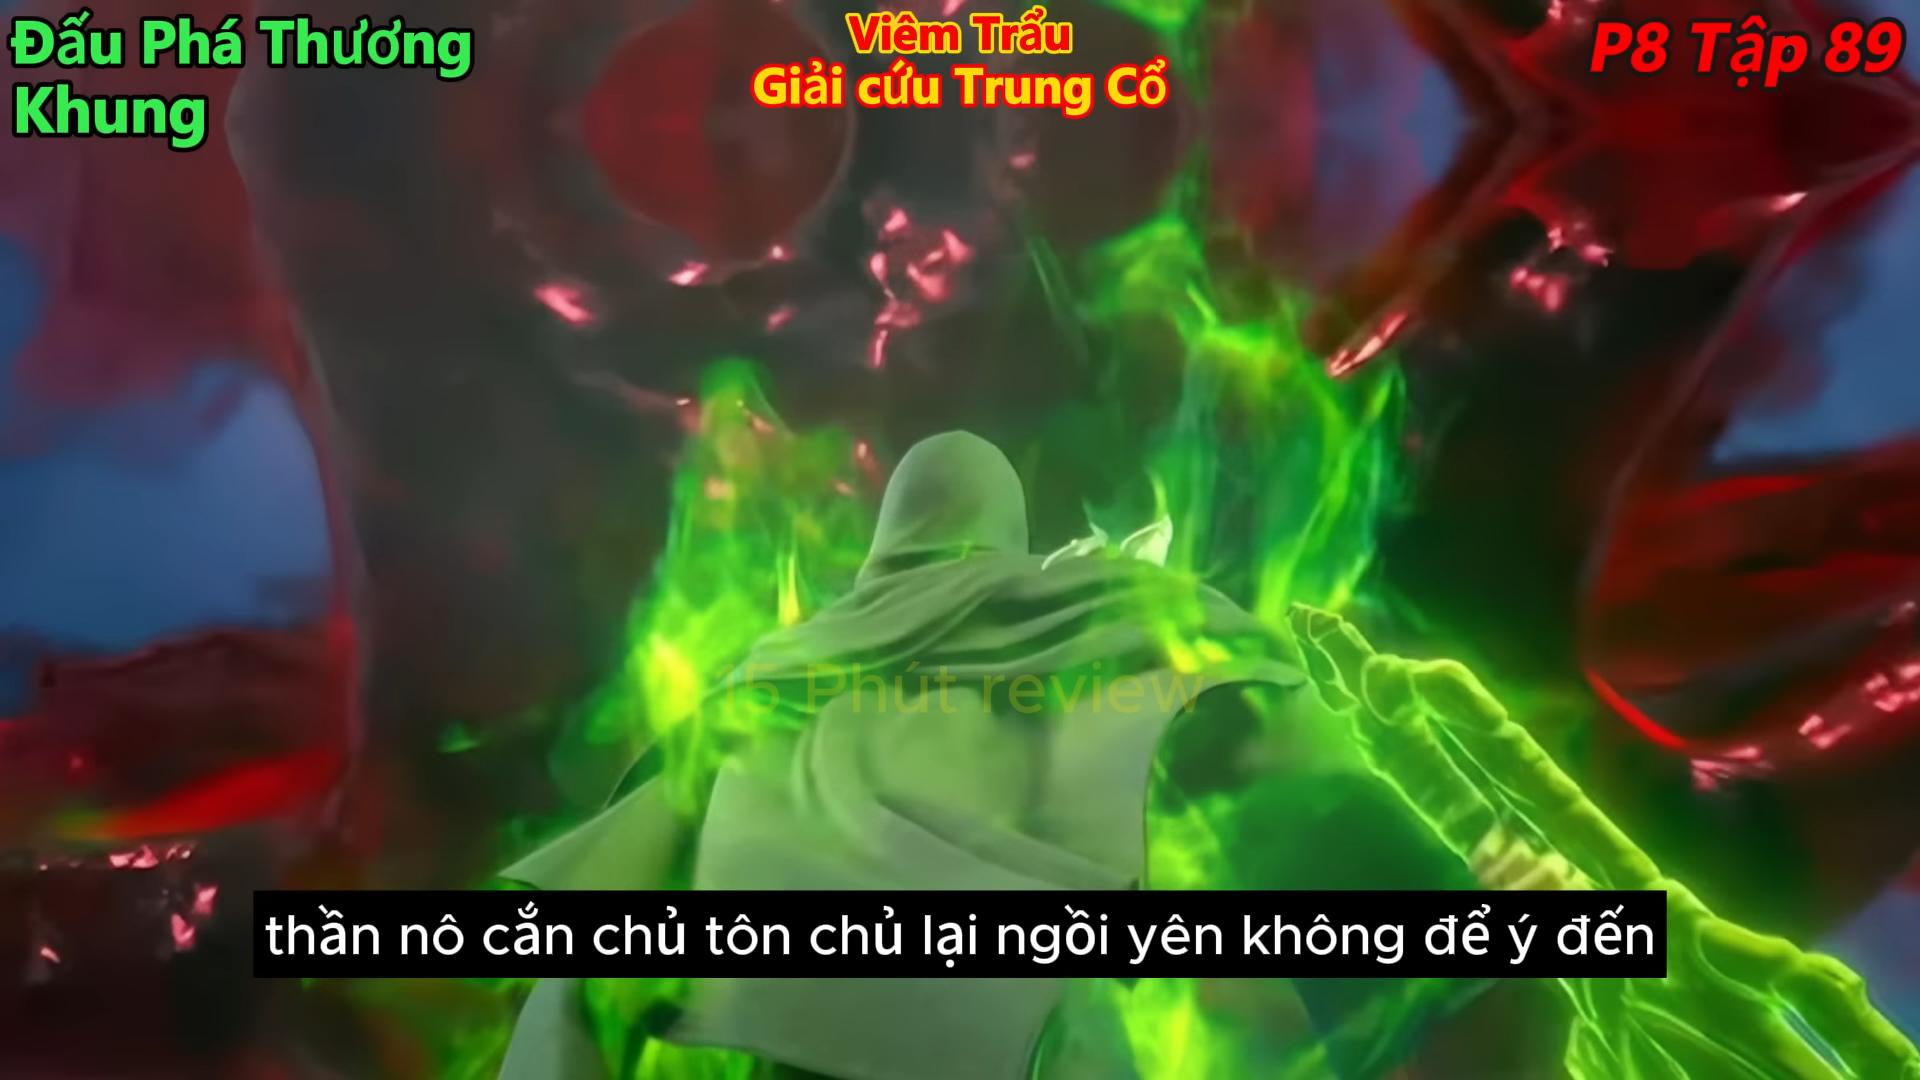 Đấu Phá Thương
Khung
Viêm Trẩu
Giải cứu Trung Cổ
P8 Tập 89
15 Phút review
thần nô cắn chủ tôn chủ lại ngồi yên không để ý đến